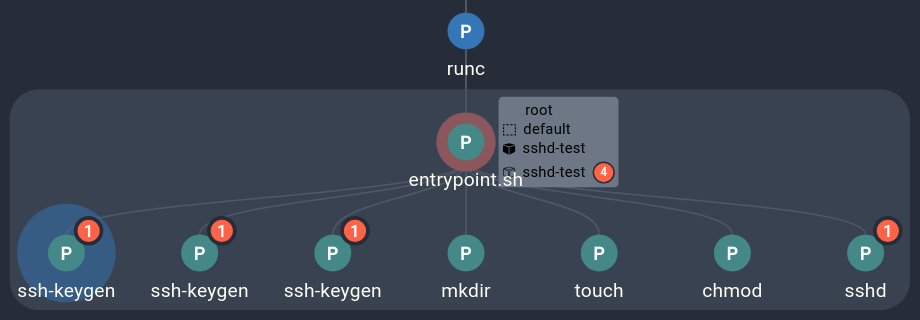 P
runc
root
default
sshd-test
sshd-test 4
P
entrypoint.sh
P 1
P 1
P 1
P
P
P
P 1
ssh-keygen
ssh-keygen
ssh-keygen
mkdir
touch
chmod
sshd